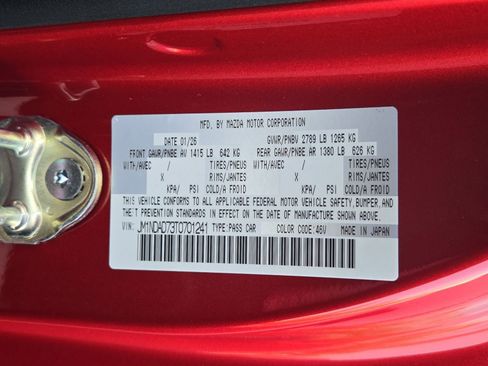 MFD. BY MAZDA MOTOR CORPORATION
DATE 01/26 GVWR/PNBV 2789 LB 1265 KG
FRONT GAWR/PNBE AV 1415 LB 642 KG REAR GAWR/PNBE AR 1380 LB 626 KG
WITH/AVEC / TIRES/PNEUS WITH/AVEC / TIRES/PNEUS
X RIMS/JANTES X RIMS/JANTES
KPA/ PSI COLD/A FROID KPA/ PSI COLD/A FROID
THIS VEHICLE CONFORMS TO ALL APPLICABLE FEDERAL MOTOR VEHICLE SAFETY,BUMPER, AND
THEFT PREVENTION STANDARDS IN EFFECT ON THE DATE OF MANUFACTURE SHOWN ABOVE.
VIN: JM1NDAD73T0701241 TYPE:PASS CAR COLOR CODE:46V MADE IN JAPAN